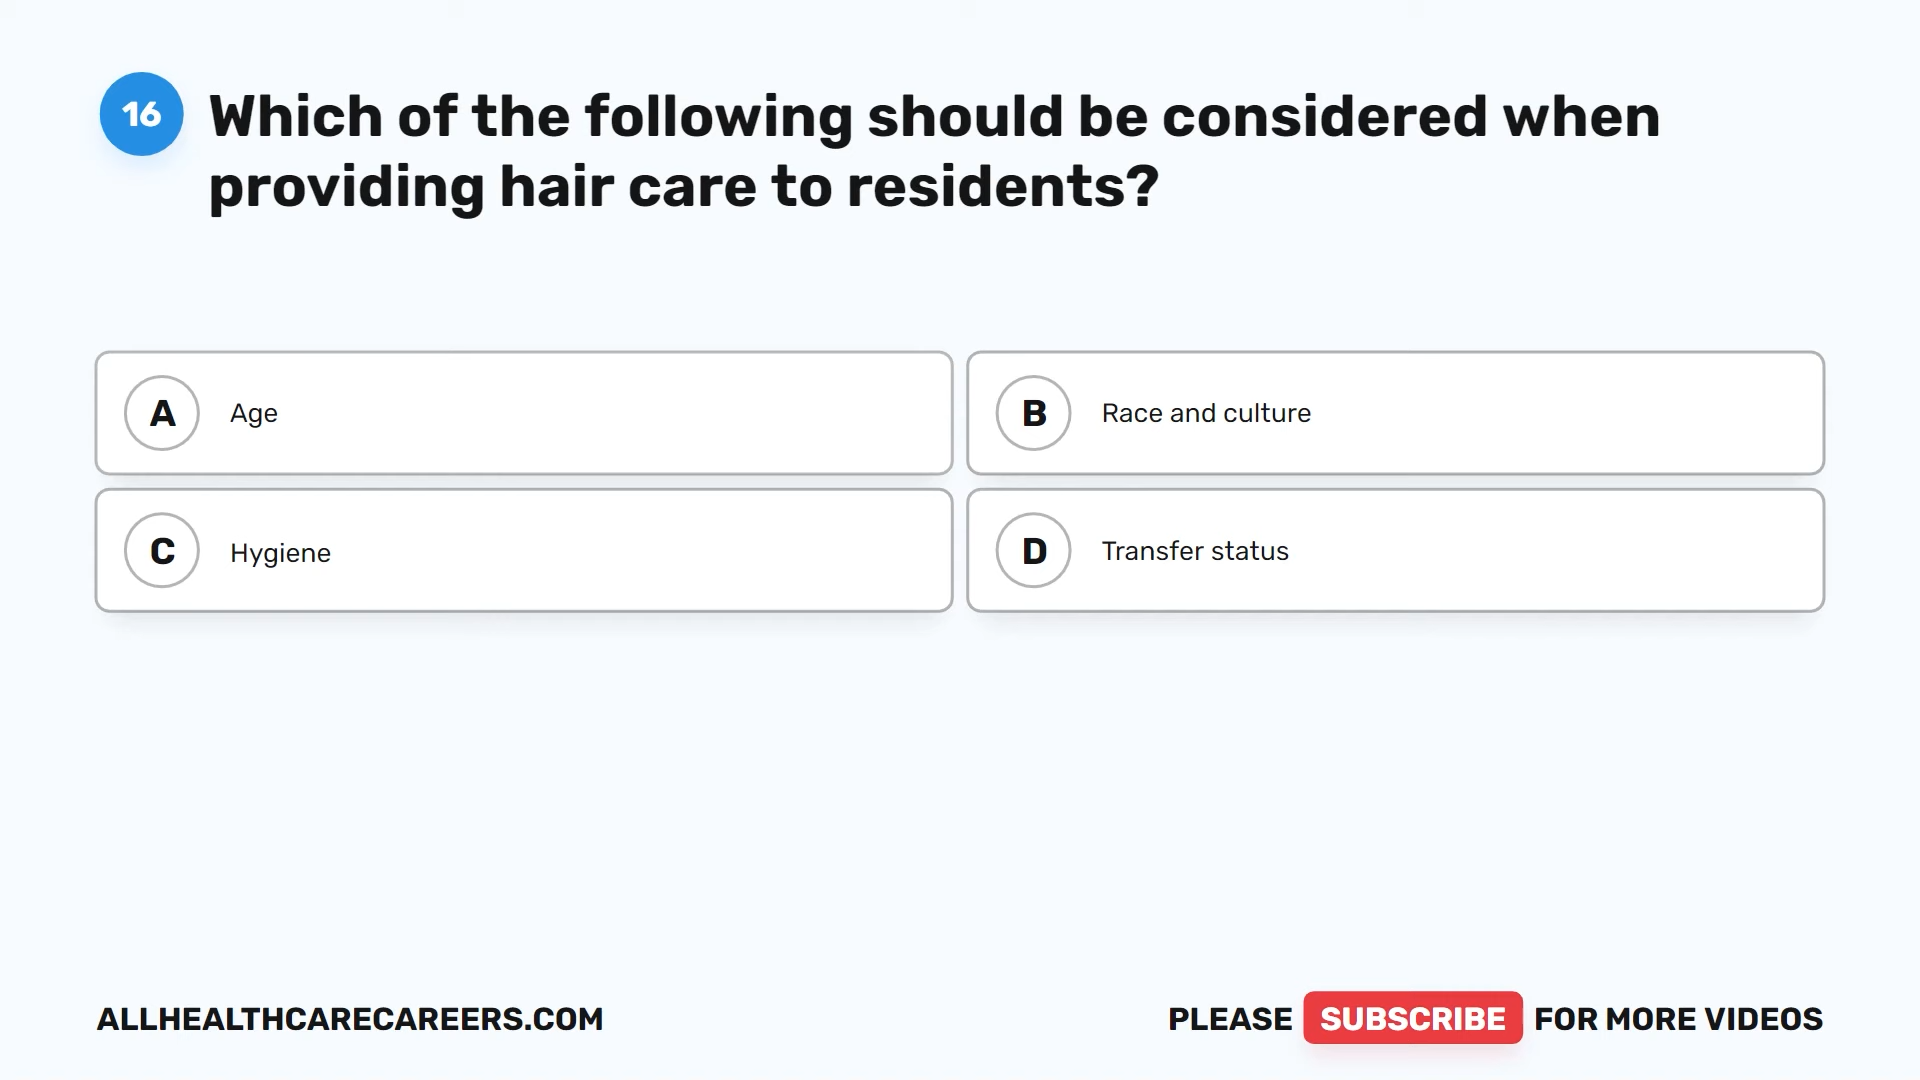 16
Which of the following should be considered when
providing hair care to residents?
A
Age
B
Race and culture
C
Hygiene
D
Transfer status
ALLHEALTHCARECAREERS.COM
PLEASE SUBSCRIBE FOR MORE VIDEOS